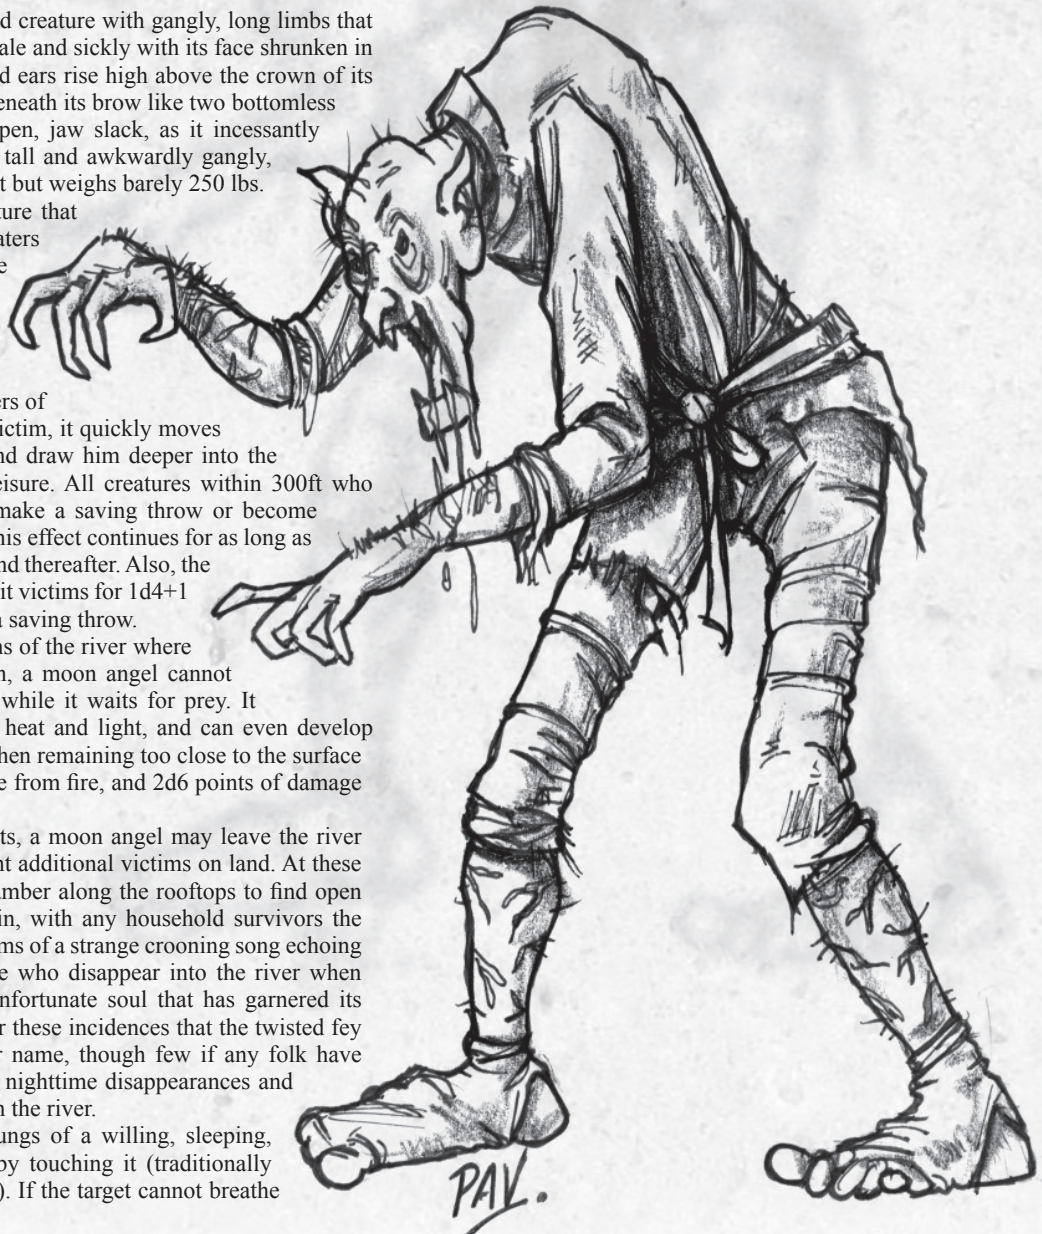 d creature with gangly, long limbs that
ale and sickly with its face shrunken in
d ears rise high above the crown of its
eneath its brow like two bottomless
pen, jaw slack, as it incessantly
tall and awkwardly gangly,
t but weighs barely 250 lbs.
ture that
aters
e
ers of
ictim, it quickly moves
nd draw him deeper into the
eisure. All creatures within 300ft who
make a saving throw or become
his effect continues for as long as
nd thereafter. Also, the
it victims for 1d4+1
a saving throw.
ns of the river where
n, a moon angel cannot
while it waits for prey. It
heat and light, and can even develop
hen remaining too close to the surface
e from fire, and 2d6 points of damage
ts, a moon angel may leave the river
nt additional victims on land. At these
amber along the rooftops to find open
in, with any household survivors the
ms of a strange crooning song echoing
e who disappear into the river when
nfortunate soul that has garnered its
r these incidences that the twisted fey
r name, though few if any folk have
nighttime disappearances and
n the river.
ungs of a willing, sleeping,
by touching it (traditionally
). If the target cannot breathe
PAV.